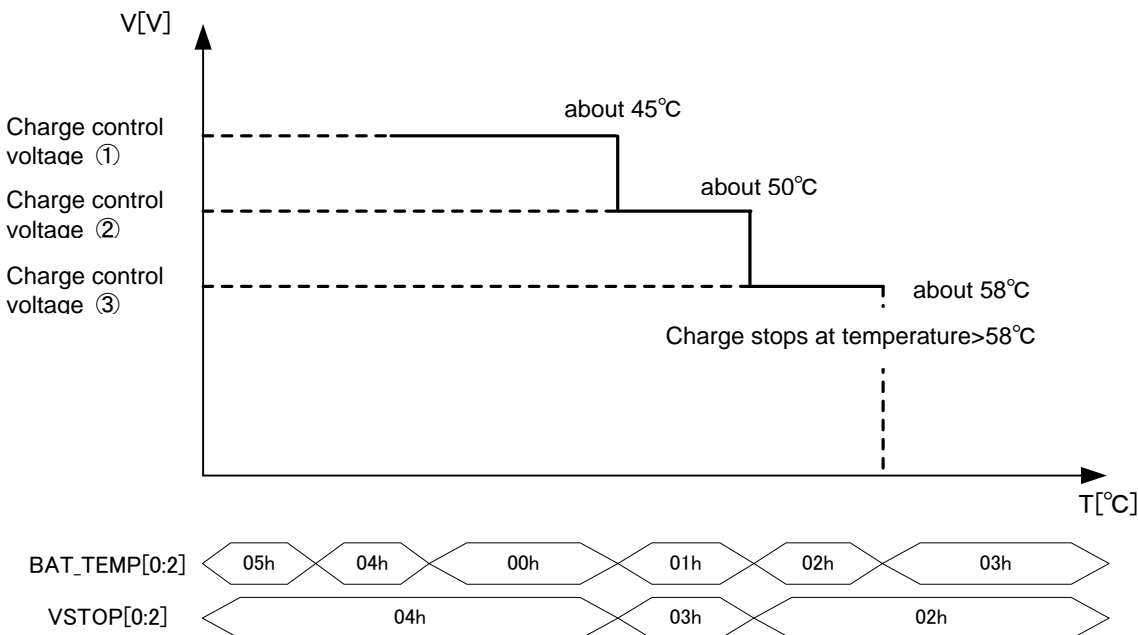 V[V]
about 45℃
Charge control
voltage ①
about 50℃
Charge control
voltage ②
Charge control
voltage ③
about 58℃
Charge stops at temperature>58℃
T[℃]
BAT_TEMP[0:2] 05h 04h 00h 01h 02h 03h
VSTOP[0:2] 04h 03h 02h